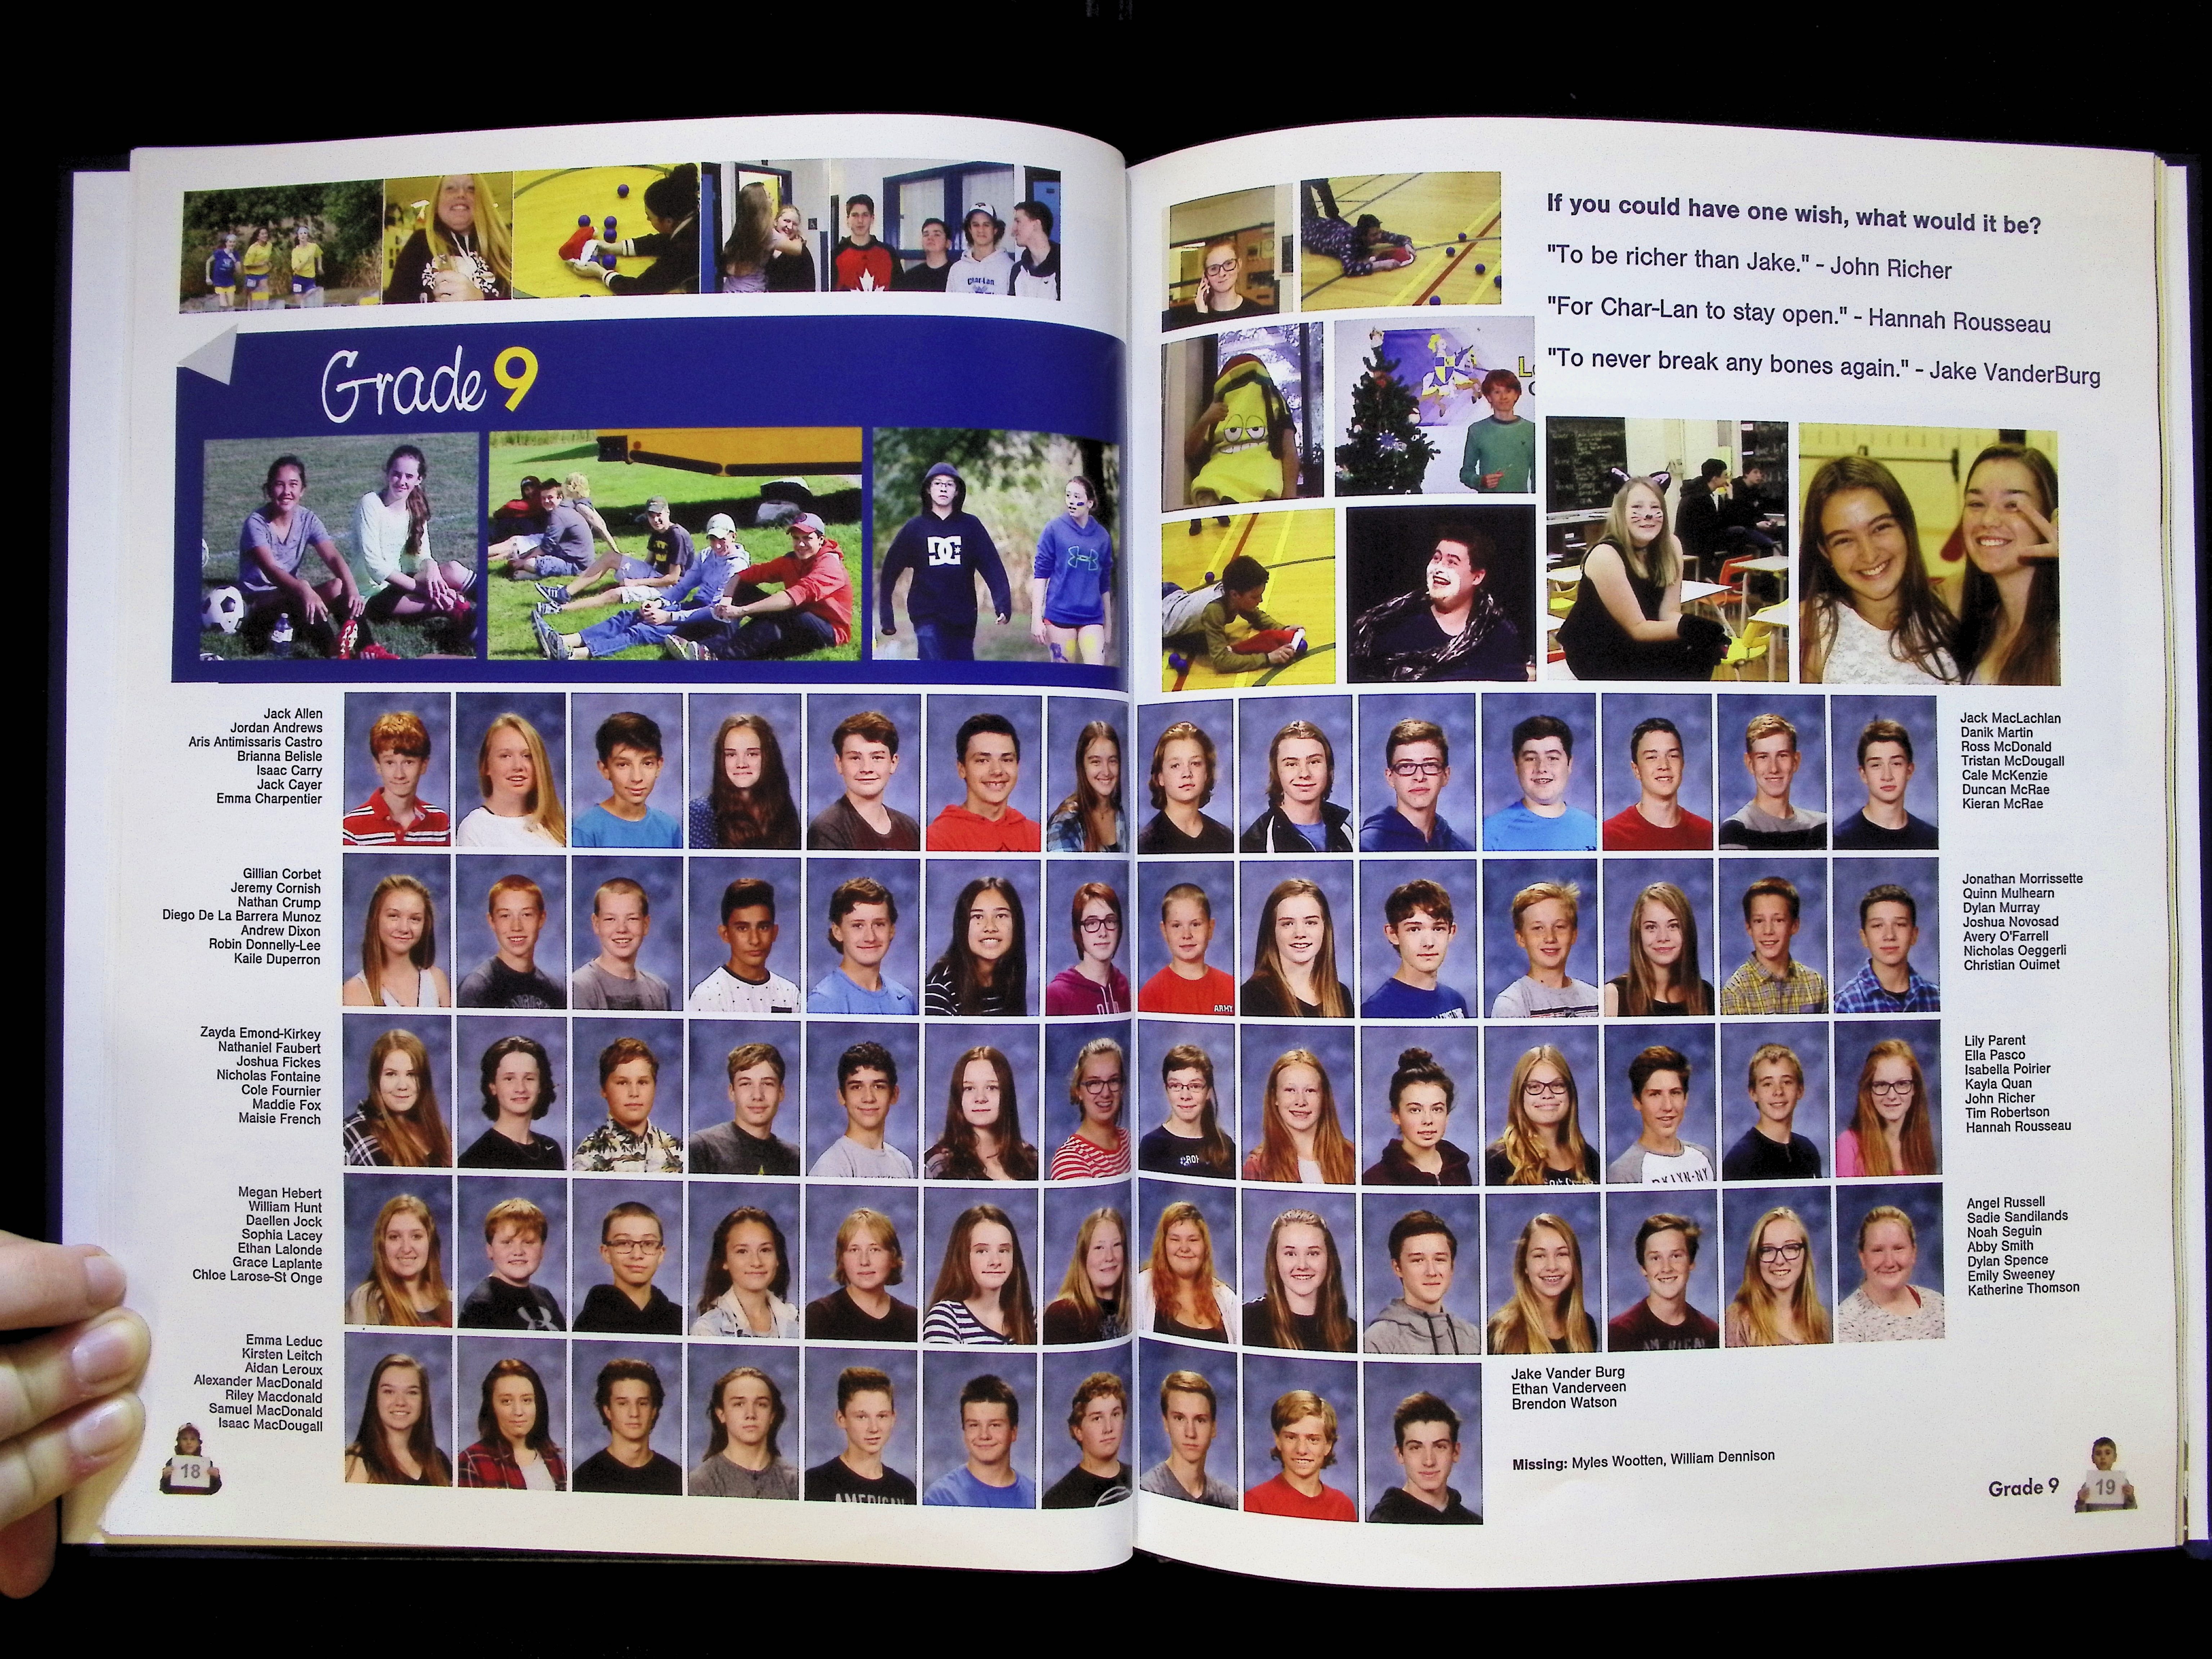 Grade 9
Jack Allen
Jordan Andrews
Aris Antimissaris Castro
Brianna Belisle
Isaac Carry
Jack Cayer
Emma Charpentier
Gillian Corbet
Jeremy Cornish
Nathan Crump
Diego De La Barrera Munoz
Andrew Dixon
Robin Donnelly-Lee
Kaile Duperron
Zayda Emond-Kirkey
Nathaniel Faubert
Joshua Fickes
Nicholas Fontaine
Cole Fournier
Maddie Fox
Maisie French
Megan Hebert
William Hunt
Daellen Jock
Sophia Lacey
Ethan Lalonde
Grace Laplante
Chloe Larose-St Onge
Emma Leduc
Kirsten Leitch
Aidan Leroux
Alexander MacDonald
Riley Macdonald
Samuel MacDonald
Isaac MacDougall
18
If you could have one wish, what would it be?
"To be richer than Jake." - John Richer
"For Char-Lan to stay open." - Hannah Rousseau
"To never break any bones again." - Jake VanderBurg
Jack MacLachlan
Danik Martin
Ross McDonald
Tristan McDougall
Cale McKenzie
Duncan McRae
Kieran McRae
Jonathan Morrissette
Quinn Mulhearn
Dylan Murray
Joshua Novosad
Avery O'Farrell
Nicholas Oeggerli
Christian Ouimet
ARMY
Lily Parent
Ella Pasco
Isabella Poirier
Kayla Quan
John Richer
Tim Robertson
Hannah Rousseau
Angel Russell
Sadie Sandilands
Noah Seguin
Abby Smith
Dylan Spence
Emily Sweeney
Katherine Thomson
Jake Vander Burg
Ethan Vanderveen
Brendon Watson
Missing: Myles Wootten, William Dennison
Grade 9
19